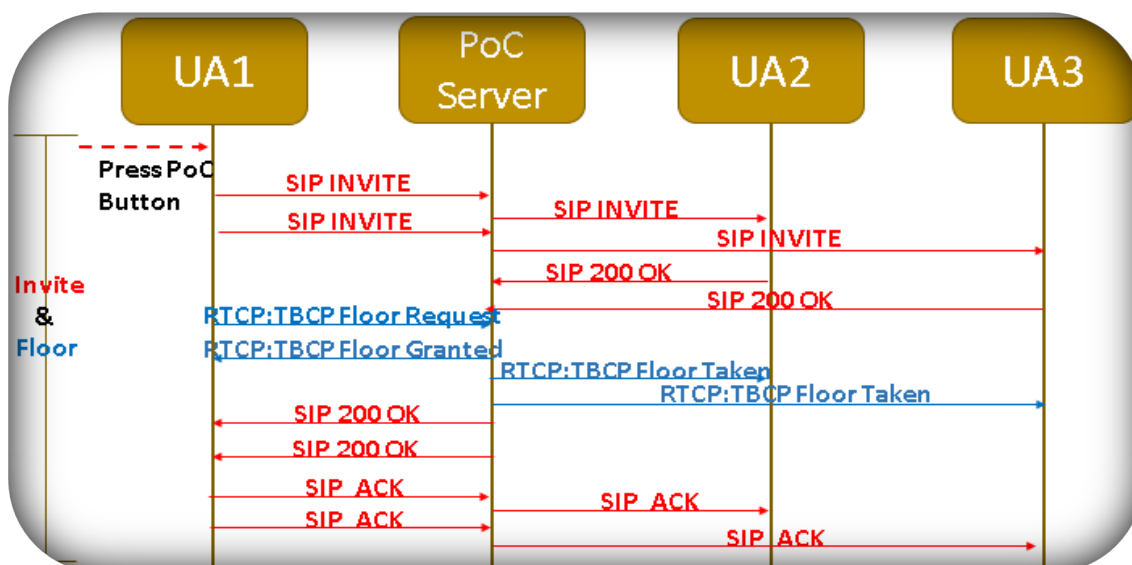 UA1
PoC
Server
UA2
UA3
Press PoC
Button
SIP INVITE
SIP INVITE
SIP INVITE
SIP INVITE
SIP 200 OK
SIP 200 OK
Invite
&
Floor
RTCP:TBCP Floor Request
RTCP:TBCP Floor Granted
RTCP:TBCP Floor Taken
RTCP:TBCP Floor Taken
SIP 200 OK
SIP 200 OK
SIP ACK
SIP ACK
SIP ACK
SIP ACK